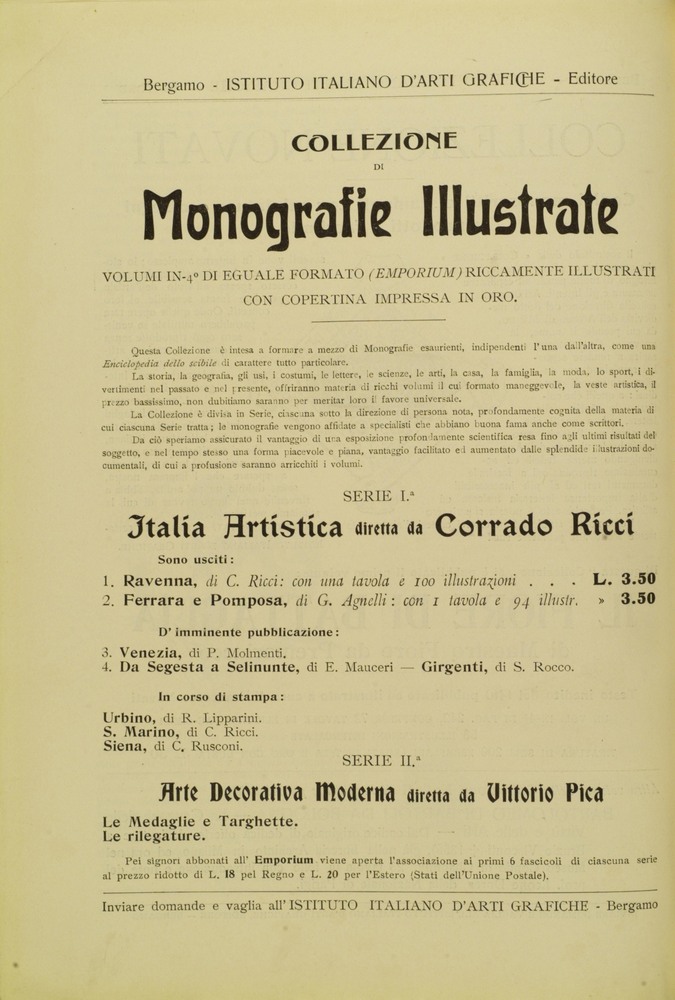 Bergamo - ISTITUTO ITALIANO D'ARTI GRAFICHE - Editore
COLLEZIONE
DI
Monografie Illustrate
VOLUMI IN-4º DI EGUALE FORMATO (EMPORIUM) RICCAMENTE ILLUSTRATI
CON COPERTINA IMPRESSA IN ORO.
Questa Collezione è intesa a formare a mezzo di Monografie esaurienti, indipendenti l'una dall'altra, come una
Enciclopedia dello scibile di carattere tutto particolare.
La storia, la geografia, gli usi, i costumi, le lettere, le scienze, le arti, la casa, la famiglia, la moda, lo sport, i di-
vertimenti nel passato e nel presente, offriranno materia di ricchi volumi il cui formato maneggevole, la veste artistica, il
prezzo bassissimo, non dubitiamo saranno per meritar loro il favore universale.
La Collezione è divisa in Serie, ciascuna sotto la direzione di persona nota, profondamente cognita della materia di
cui ciascuna Serie tratta; le monografie vengono affidate a specialisti che abbiano buona fama anche come scrittori.
Da ciò speriamo assicurato il vantaggio di una esposizione profondamente scientifica resa fino agli ultimi risultati del
soggetto, e nel tempo stesso una forma piacevole e piana, vantaggio facilitato ed aumentato dalle splendide illustrazioni do-
cumentali, di cui a profusione saranno arricchiti i volumi.
SERIE I.ª
Italia Artistica diretta da Corrado Ricci
Sono usciti:
1. Ravenna, di C. Ricci: con una tavola e 100 illustrazioni . . . L. 3.50
2. Ferrara e Pomposa, di G. Agnelli: con 1 tavola e 94 illustr. » 3.50
D' imminente pubblicazione:
3. Venezia, di P. Molmenti.
4. Da Segesta a Selinunte, di E. Mauceri — Girgenti, di S. Rocco.
In corso di stampa:
Urbino, di R. Lipparini.
S. Marino, di C. Ricci.
Siena, di C. Rusconi.
SERIE II.ª
Arte Decorativa Moderna diretta da Vittorio Pica
Le Medaglie e Targhette.
Le rilegature.
Pei signori abbonati all' Emporium viene aperta l'associazione ai primi 6 fascicoli di ciascuna serie
al prezzo ridotto di L. 18 pel Regno e L. 20 per l'Estero (Stati dell'Unione Postale).
Inviare domande e vaglia all' ISTITUTO ITALIANO D'ARTI GRAFICHE - Bergamo